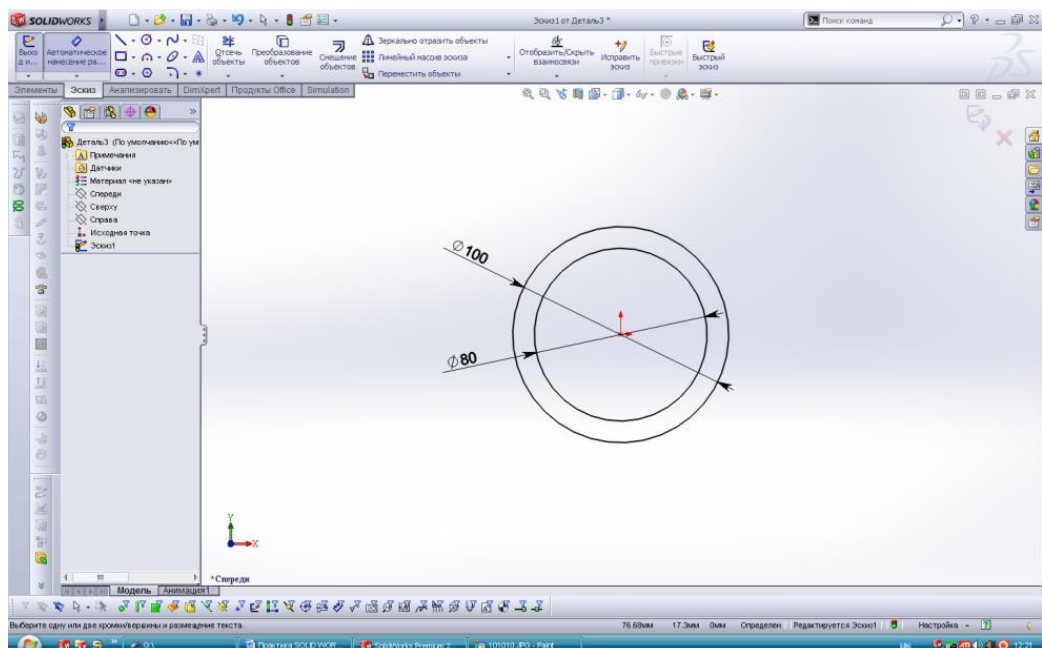 SOLIDWORKS
Эскиз1 от Деталь3 *
Поиск команд
Выхо д и...
Автоматическое нанесение ра...
Отсечь объекты
Преобразование объектов
Смещение объектов
Зеркально отразить объекты
Линейный массив эскиза
Переместить объекты
Отобразить/Скрыть взаимосвязи
Исправить эскиз
Быстрые привязки
Быстрый эскиз
Элементы
Эскиз
Анализировать
DimXpert
Продукты Office
Simulation
Деталь3 (По умолчанию<<По ум
Примечания
Датчики
Материал <не указан>
Спереди
Сверху
Справа
Исходная точка
Эскиз1
∅100
∅80
Y
X
*Спереди
Модель
Анимация1
Выберите одну или две кромки/вершины и размещение текста.
76.68мм
17.3мм
0мм
Определен
Редактируется Эскиз1
Настройка
Практика SOLID WOR...
SolidWorks Premium 2...
101010.JPG - Paint
12:21